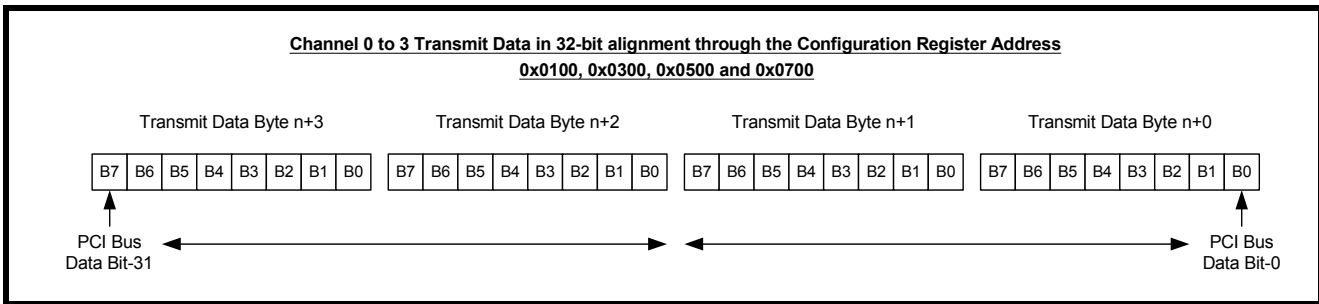 Channel 0 to 3 Transmit Data in 32-bit alignment through the Configuration Register Address
0x0100, 0x0300, 0x0500 and 0x0700
Transmit Data Byte n+3 Transmit Data Byte n+2 Transmit Data Byte n+1 Transmit Data Byte n+0
B7 B6 B5 B4 B3 B2 B1 B0 B7 B6 B5 B4 B3 B2 B1 B0 B7 B6 B5 B4 B3 B2 B1 B0 B7 B6 B5 B4 B3 B2 B1 B0
PCI Bus PCI Bus
Data Bit-31 Data Bit-0